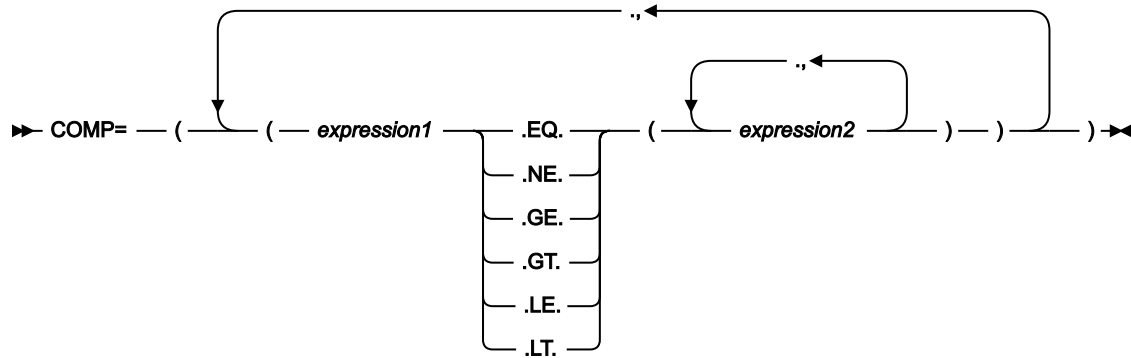 .,
.,
COMP= ( ( expression1 .EQ. ( expression2 ) ) )
.NE.
.GE.
.GT.
.LE.
.LT.